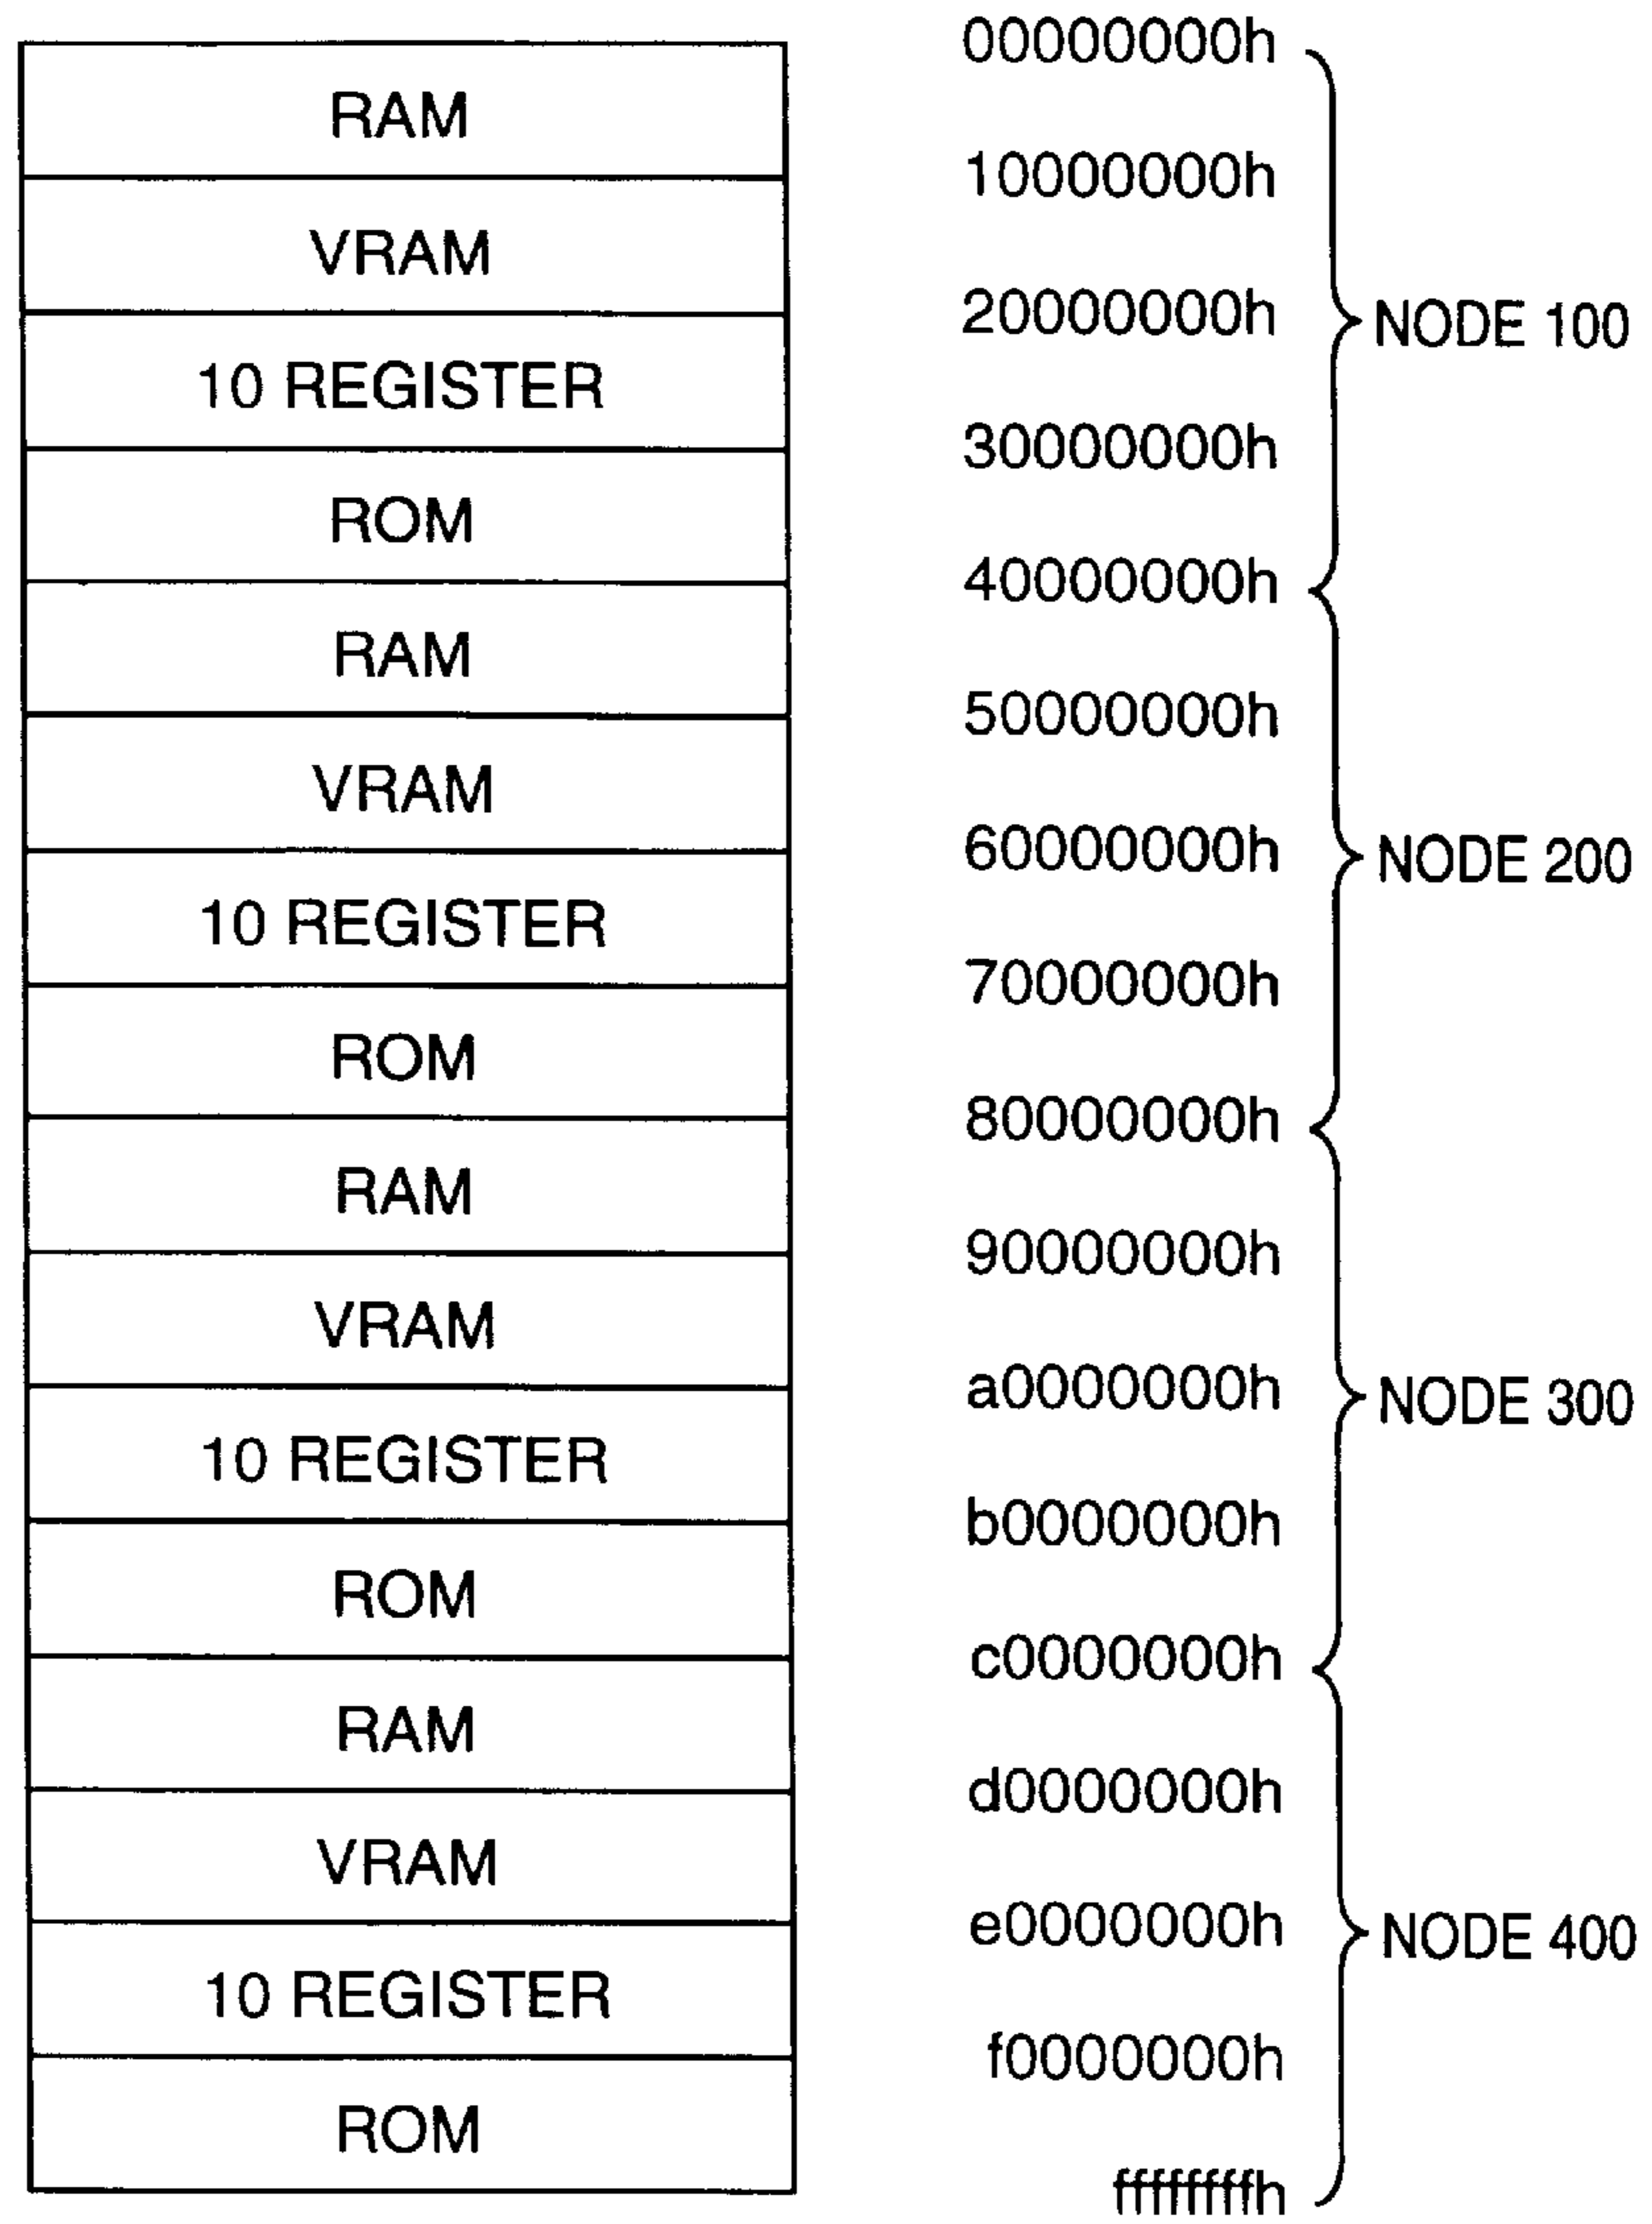 00000000h
RAM
10000000h
VRAM
20000000h
NODE 100
10 REGISTER
30000000h
ROM
40000000h
RAM
50000000h
VRAM
60000000h
NODE 200
10 REGISTER
70000000h
ROM
80000000h
RAM
90000000h
VRAM
a0000000h
NODE 300
10 REGISTER
b0000000h
ROM
c0000000h
RAM
d0000000h
VRAM
e0000000h
NODE 400
10 REGISTER
f0000000h
ROM
ffffffffh